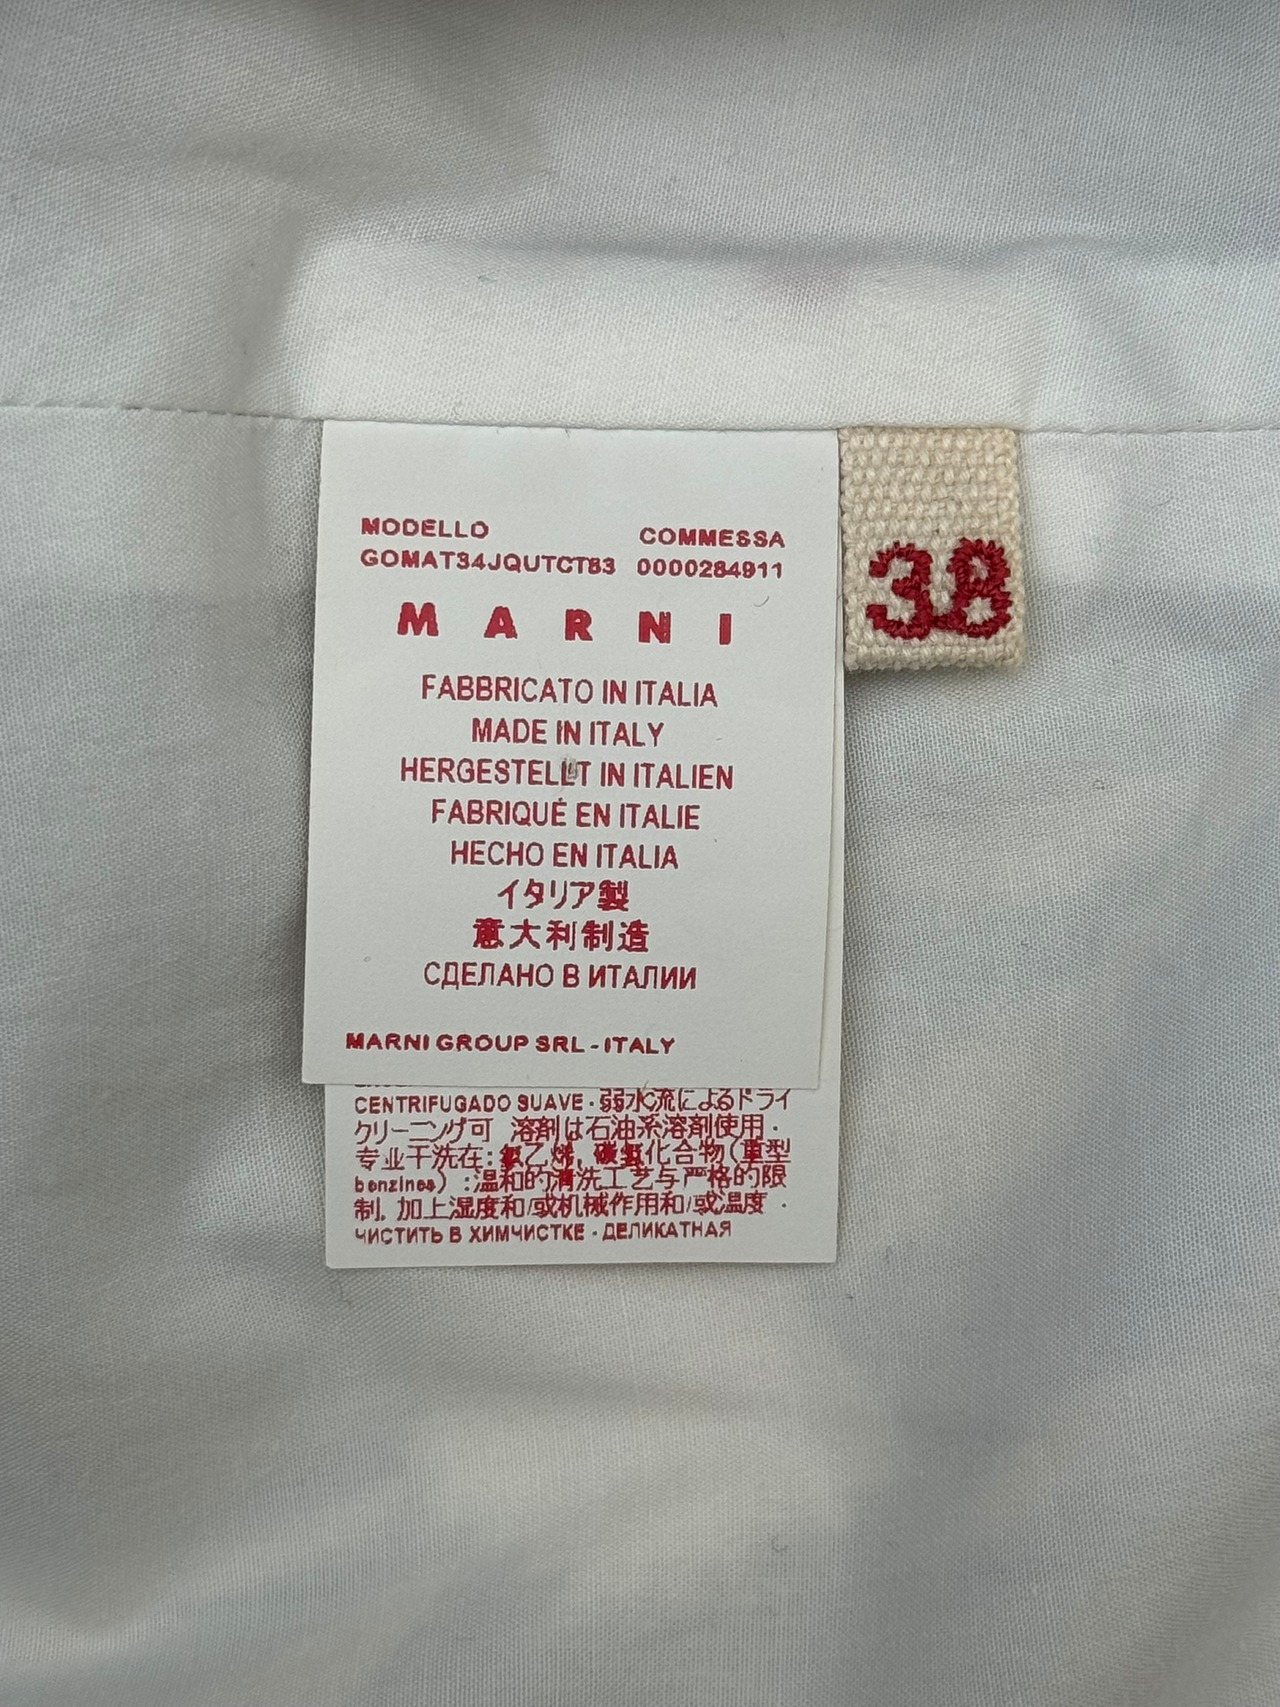 MODELLO COMMESSA
GOMAT34JQUTCT83 0000284911
MARNI
38
FABBRICATO IN ITALIA
MADE IN ITALY
HERGESTELLT IN ITALIEN
FABRIQUÉ EN ITALIE
HECHO EN ITALIA
イタリア製
意大利制造
СДЕЛАНО В ИТАЛИИ
MARNI GROUP SRL - ITALY
CENTRIFUGADO SUAVE · 弱水流によるドライ
クリーニング可 溶剤は石油系溶剤使用 ·
专业干洗在: 氯乙烯, 碳氢化合物 (重型
benzines) : 温和的清洗工艺与严格的限
制, 加上湿度和/或机械作用和/或温度 ·
ЧИСТИТЬ В ХИМЧИСТКЕ - ДЕЛИКАТНАЯ